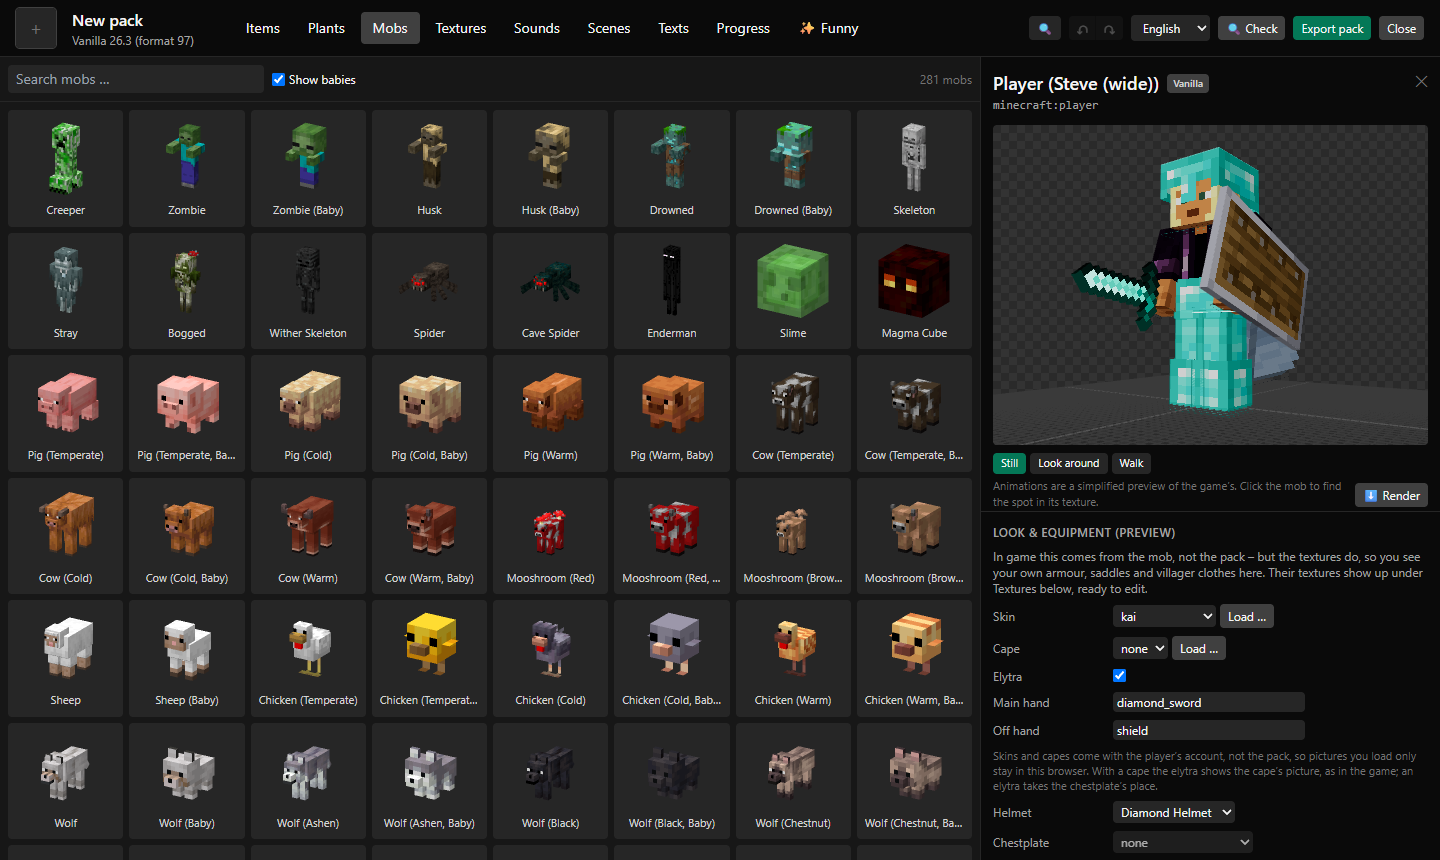 New pack
Vanilla 26.3 (format 97)
Items
Plants
Mobs
Textures
Sounds
Scenes
Texts
Progress
✨ Funny
English
🔍 Check
Export pack
Close
Search mobs ...
Show babies
281 mobs
Creeper
Zombie
Zombie (Baby)
Husk
Husk (Baby)
Drowned
Drowned (Baby)
Skeleton
Stray
Bogged
Wither Skeleton
Spider
Cave Spider
Enderman
Slime
Magma Cube
Pig (Temperate)
Pig (Temperate, Ba...
Pig (Cold)
Pig (Cold, Baby)
Pig (Warm)
Pig (Warm, Baby)
Cow (Temperate)
Cow (Temperate, B...
Cow (Cold)
Cow (Cold, Baby)
Cow (Warm)
Cow (Warm, Baby)
Mooshroom (Red)
Mooshroom (Red, ...
Mooshroom (Brow...
Mooshroom (Brow...
Sheep
Sheep (Baby)
Chicken (Temperate)
Chicken (Temperat...
Chicken (Cold)
Chicken (Cold, Bab...
Chicken (Warm)
Chicken (Warm, Ba...
Wolf
Wolf (Baby)
Wolf (Ashen)
Wolf (Ashen, Baby)
Wolf (Black)
Wolf (Black, Baby)
Wolf (Chestnut)
Wolf (Chestnut, Ba...
Player (Steve (wide))
Vanilla
minecraft:player
Still
Look around
Walk
Animations are a simplified preview of the game's. Click the mob to find
the spot in its texture.
⬇️ Render
LOOK & EQUIPMENT (PREVIEW)
In game this comes from the mob, not the pack – but the textures do, so you see
your own armour, saddles and villager clothes here. Their textures show up under
Textures below, ready to edit.
Skin
kai
Load ...
Cape
none
Load ...
Elytra
Main hand
diamond_sword
Off hand
shield
Skins and capes come with the player's account, not the pack, so pictures you load only
stay in this browser. With a cape the elytra shows the cape's picture, as in the game; an
elytra takes the chestplate's place.
Helmet
Diamond Helmet
Chestplate
none